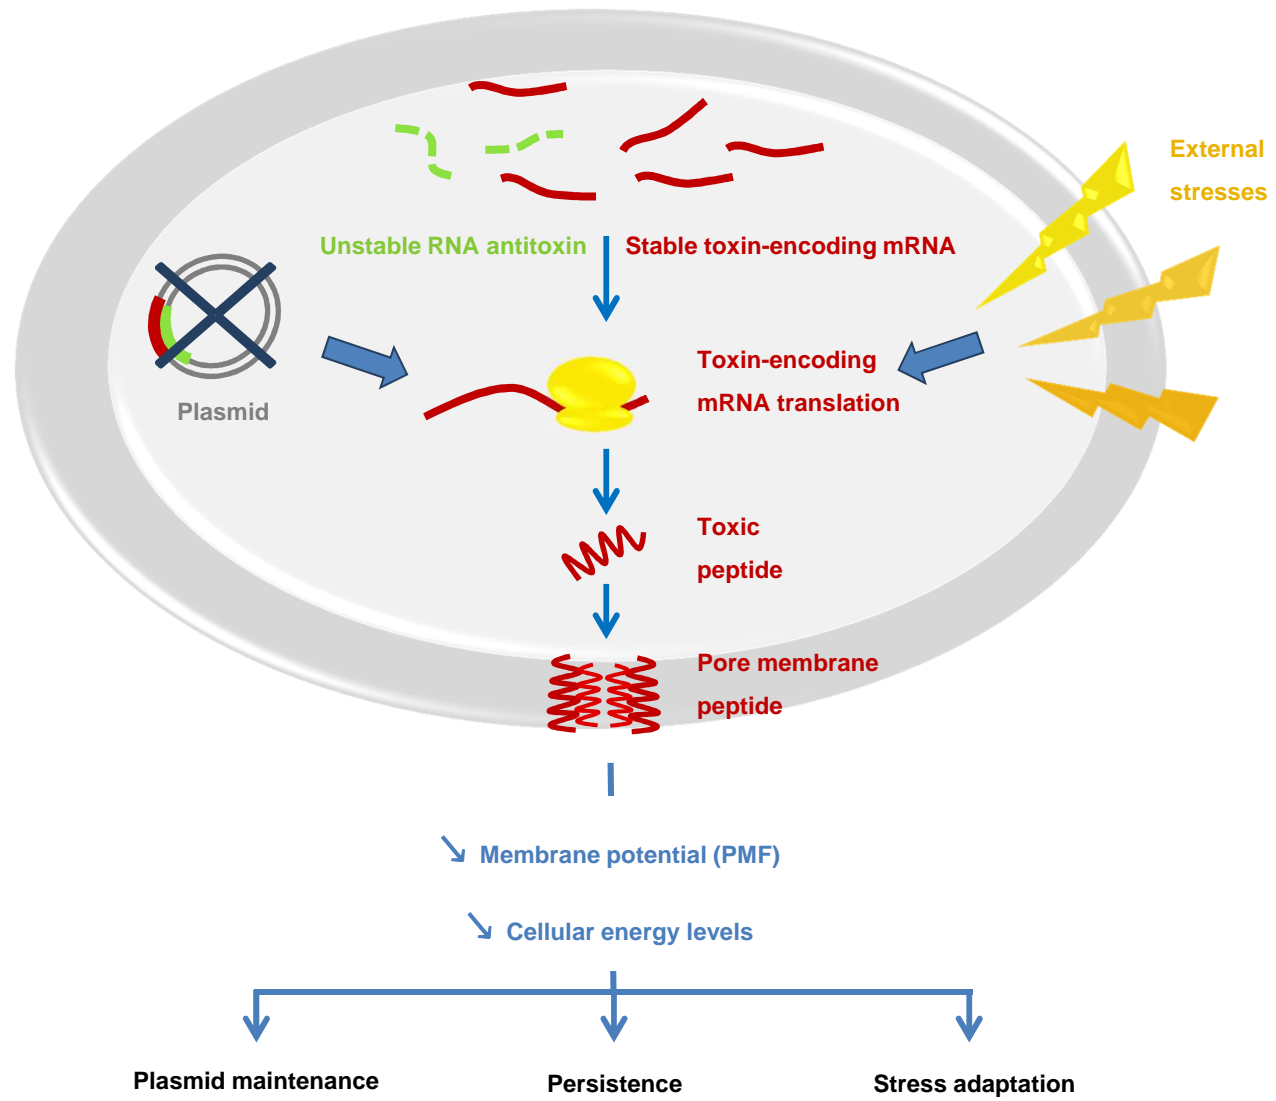 External
stresses
Unstable RNA antitoxin
Stable toxin-encoding mRNA
Toxin-encoding
mRNA translation
Plasmid
Toxic
peptide
Pore membrane
peptide
↘ Membrane potential (PMF)
↘ Cellular energy levels
Plasmid maintenance
Persistence
Stress adaptation